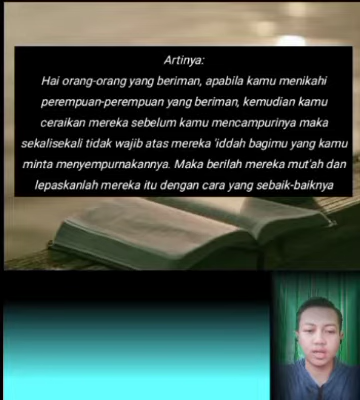 Artinya:
Hai orang-orang yang beriman, apabila kamu menikahi
perempuan-perempuan yang beriman, kemudian kamu
ceraikan mereka sebelum kamu mencampurinya maka
sekalisekali tidak wajib atas mereka 'iddah bagimu yang kamu
minta menyempurnakannya. Maka berilah mereka mut'ah dan
lepaskanlah mereka itu dengan cara yang sebaik-baiknya